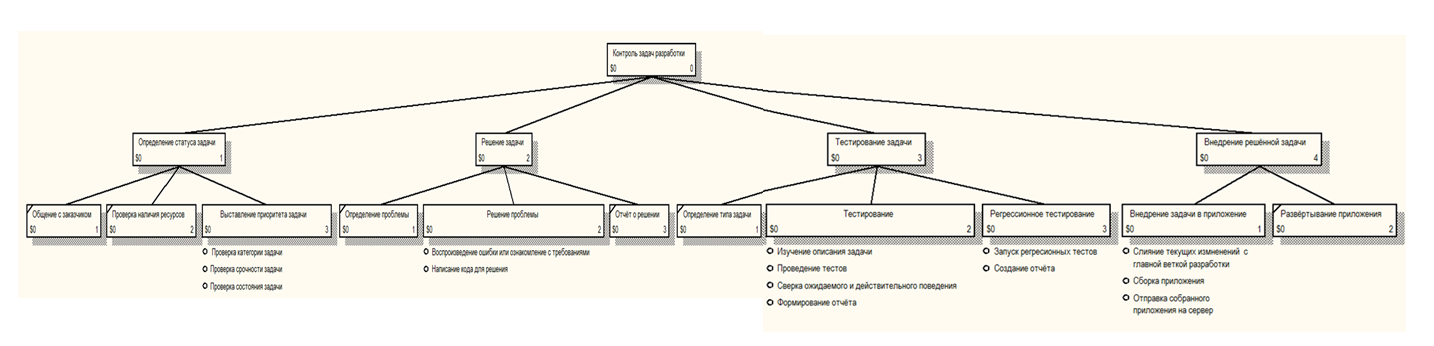 Контроль задач разработки
$0 0
Определение статуса задачи
$0 1
Решение задачи
$0 2
Тестирование задачи
$0 3
Внедрение решённой задачи
$0 4
Общение с заказчиком
$0 1
Проверка наличия ресурсов
$0 2
Выставление приоритета задачи
$0 3
Определение проблемы
$0 1
Решение проблемы
$0 2
Отчёт о решении
$0 3
Определение типа задачи
$0 1
Тестирование
$0 2
Регрессионное тестирование
$0 3
Внедрение задачи в приложение
$0 1
Развёртывание приложения
$0 2
Проверка категории задачи
Проверка срочности задачи
Проверка состояния задачи
Воспроизведение ошибки или ознакомление с требованиями
Написание кода для решения
Изучение описания задачи
Проведение тестов
Сверка ожидаемого и действительного поведения
Формирование отчёта
Запуск регресионных тестов
Создание отчёта
Слияние текущих измнений с
главной веткой разработки
Сборка приложения
Отправка собранного
приложения на сервер